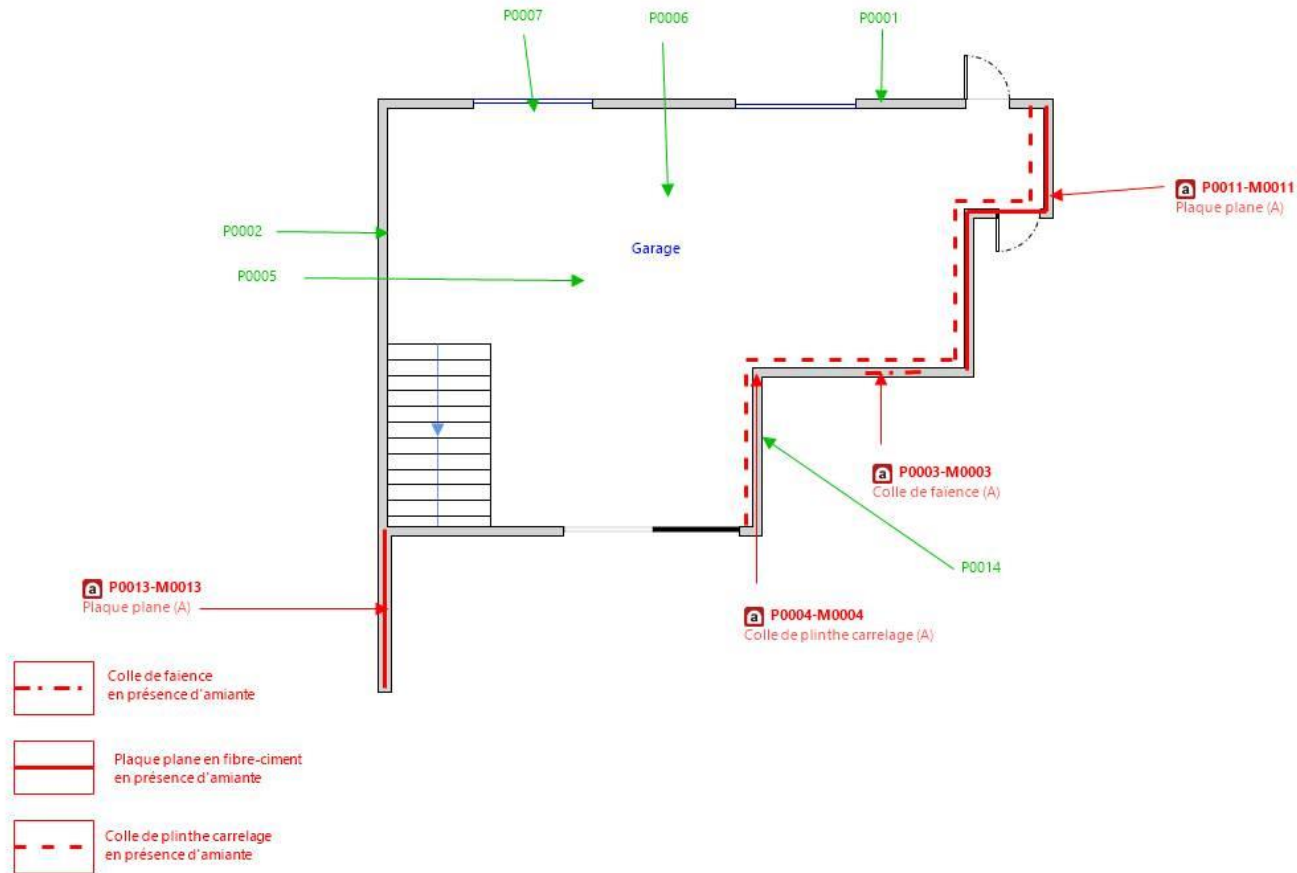 P0007
P0006
P0001
a P0011-M0011
Plaque plane (A)
P0002
Garage
P0005
a P0003-M0003
Colle de faïence (A)
P0014
a P0013-M0013
Plaque plane (A)
a P0004-M0004
Colle de plinthe carrelage (A)
Colle de faïence
en présence d'amiante
Plaque plane en fibre-ciment
en présence d'amiante
Colle de plinthe carrelage
en présence d'amiante